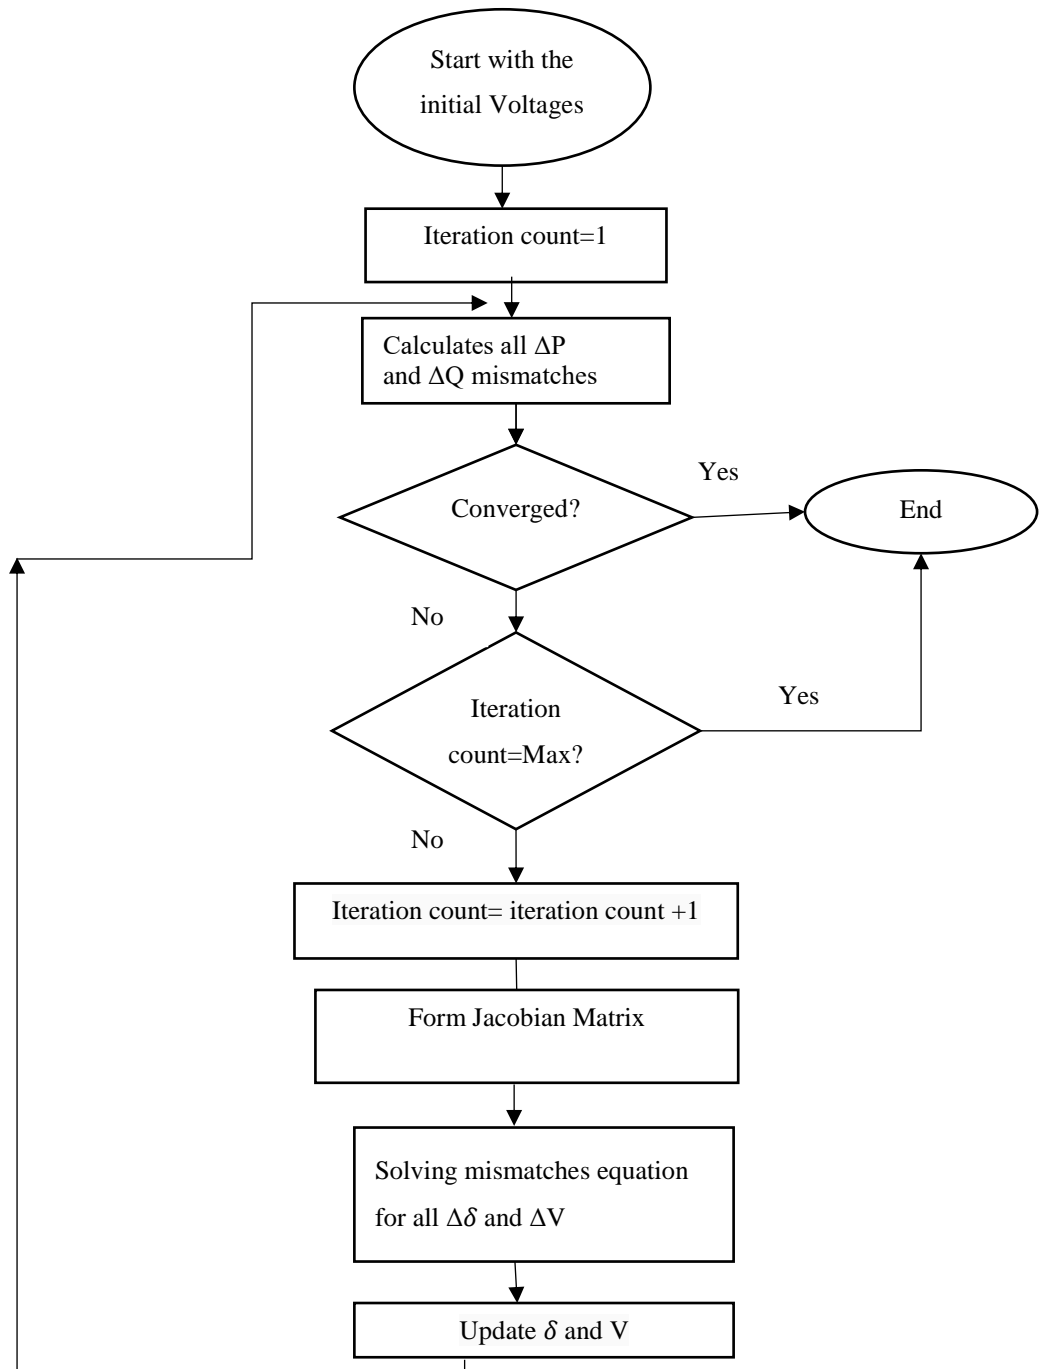 Start with the
initial Voltages
Iteration count=1
Calculates all ΔP
and ΔQ mismatches
Converged?
Yes
End
No
Iteration
count=Max?
Yes
No
Iteration count= iteration count +1
Form Jacobian Matrix
Solving mismatches equation
for all Δ𝛿 and ΔV
Update 𝛿 and V